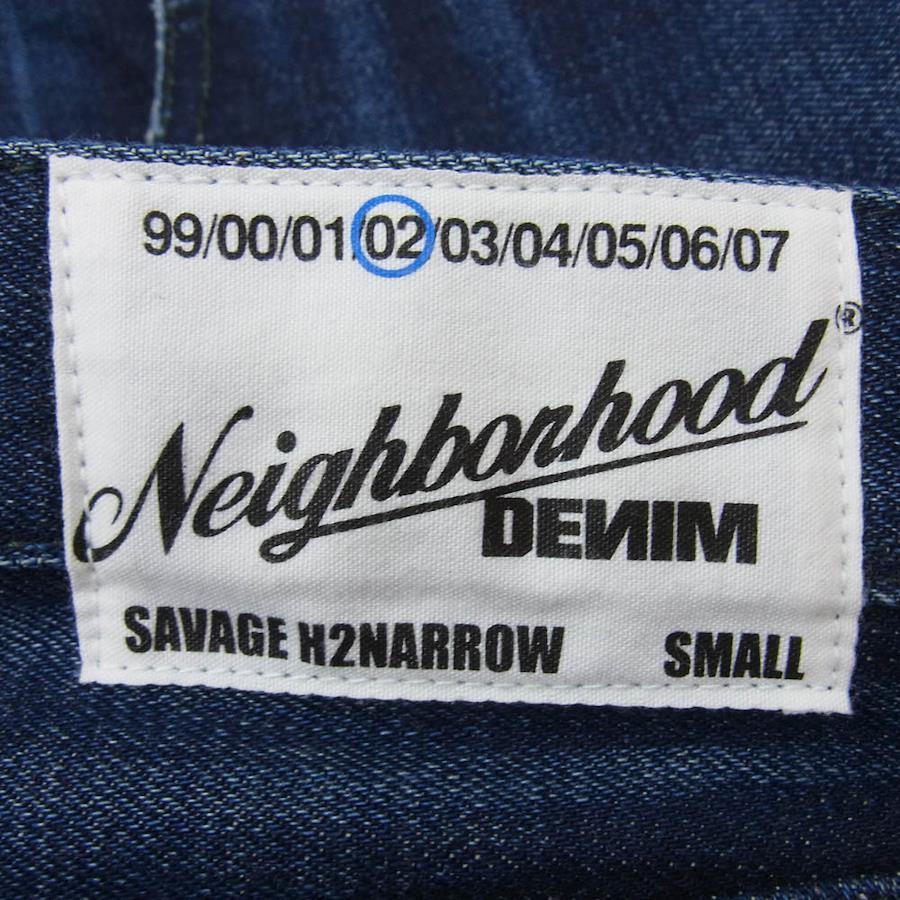 99/00/01/02/03/04/05/06/07
Neighborhood®
DENIM
SAVAGE H2NARROW SMALL